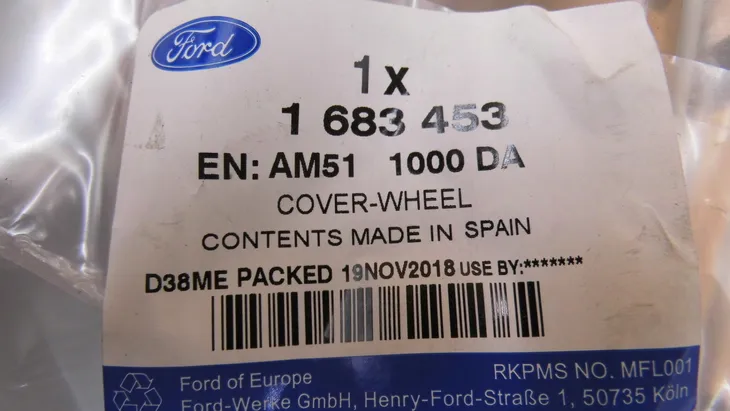 Ford
1 x
1 683 453
EN: AM51 1000 DA
COVER-WHEEL
CONTENTS MADE IN SPAIN
D38ME PACKED 19NOV2018 USE BY:*******
Ford of Europe
RKPMS NO. MFL001
Ford-Werke GmbH, Henry-Ford-Straße 1, 50735 Köln